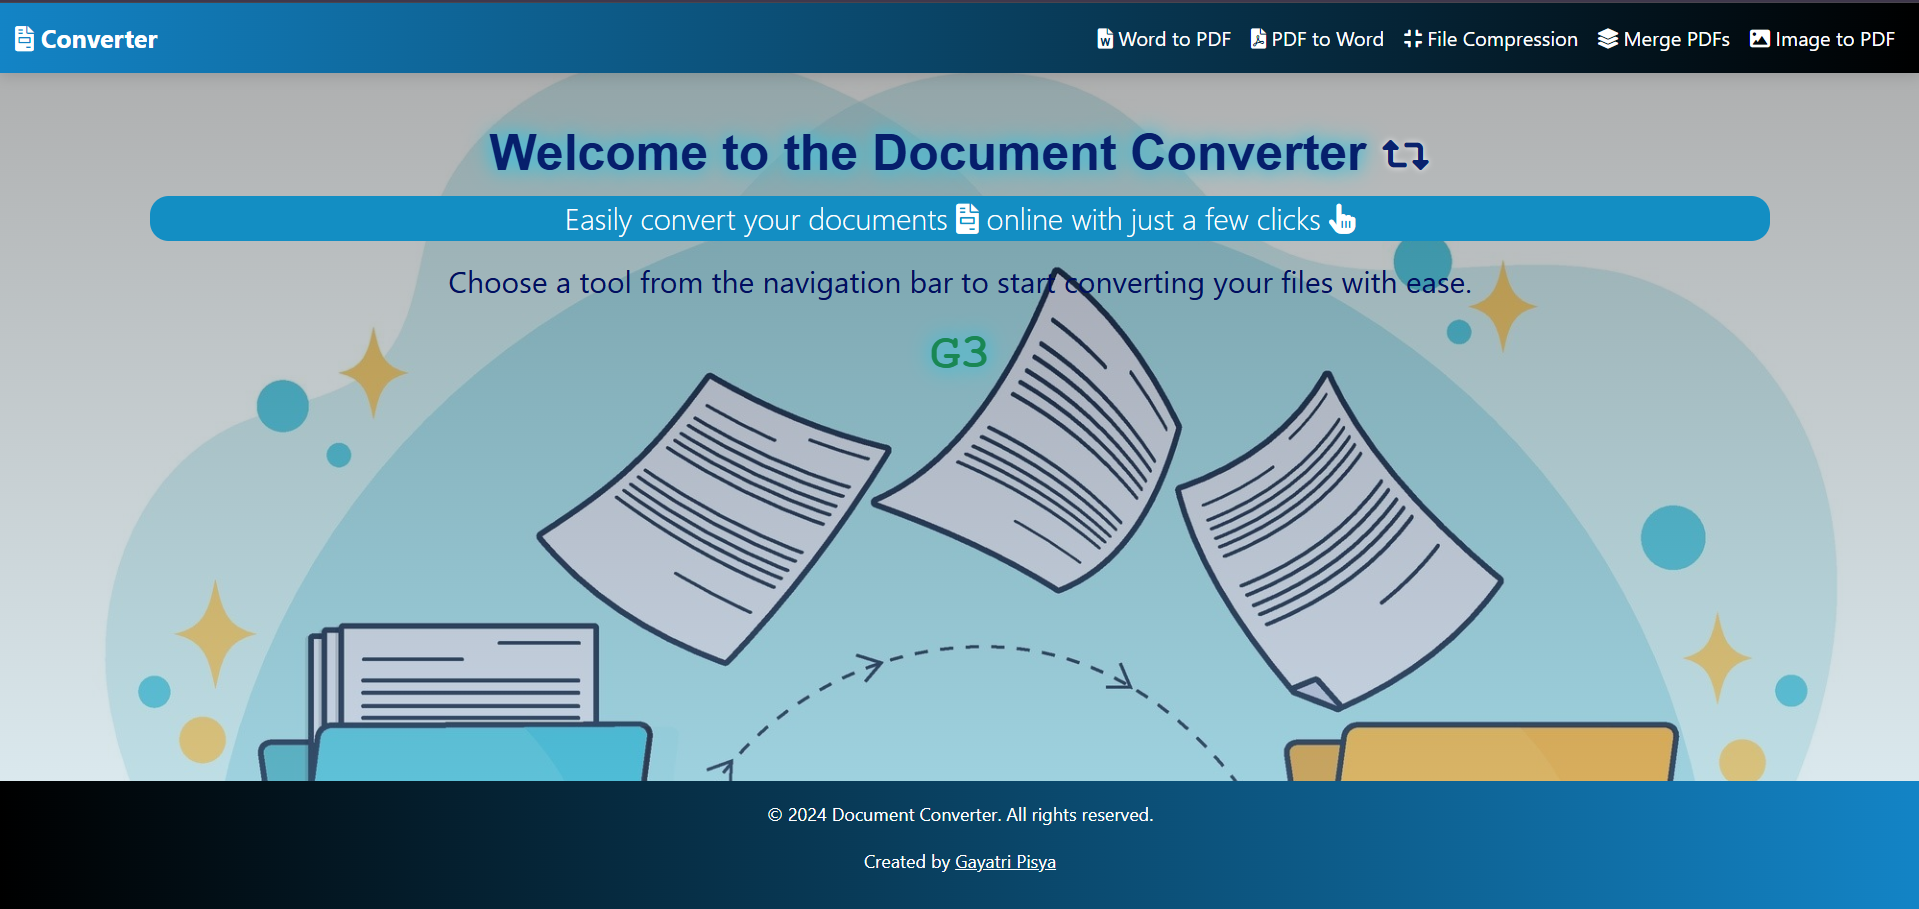 Converter
Word to PDF PDF to Word File Compression Merge PDFs Image to PDF
Welcome to the Document Converter
Easily convert your documents online with just a few clicks
Choose a tool from the navigation bar to start converting your files with ease.
G3
© 2024 Document Converter. All rights reserved.
Created by Gayatri Pisya